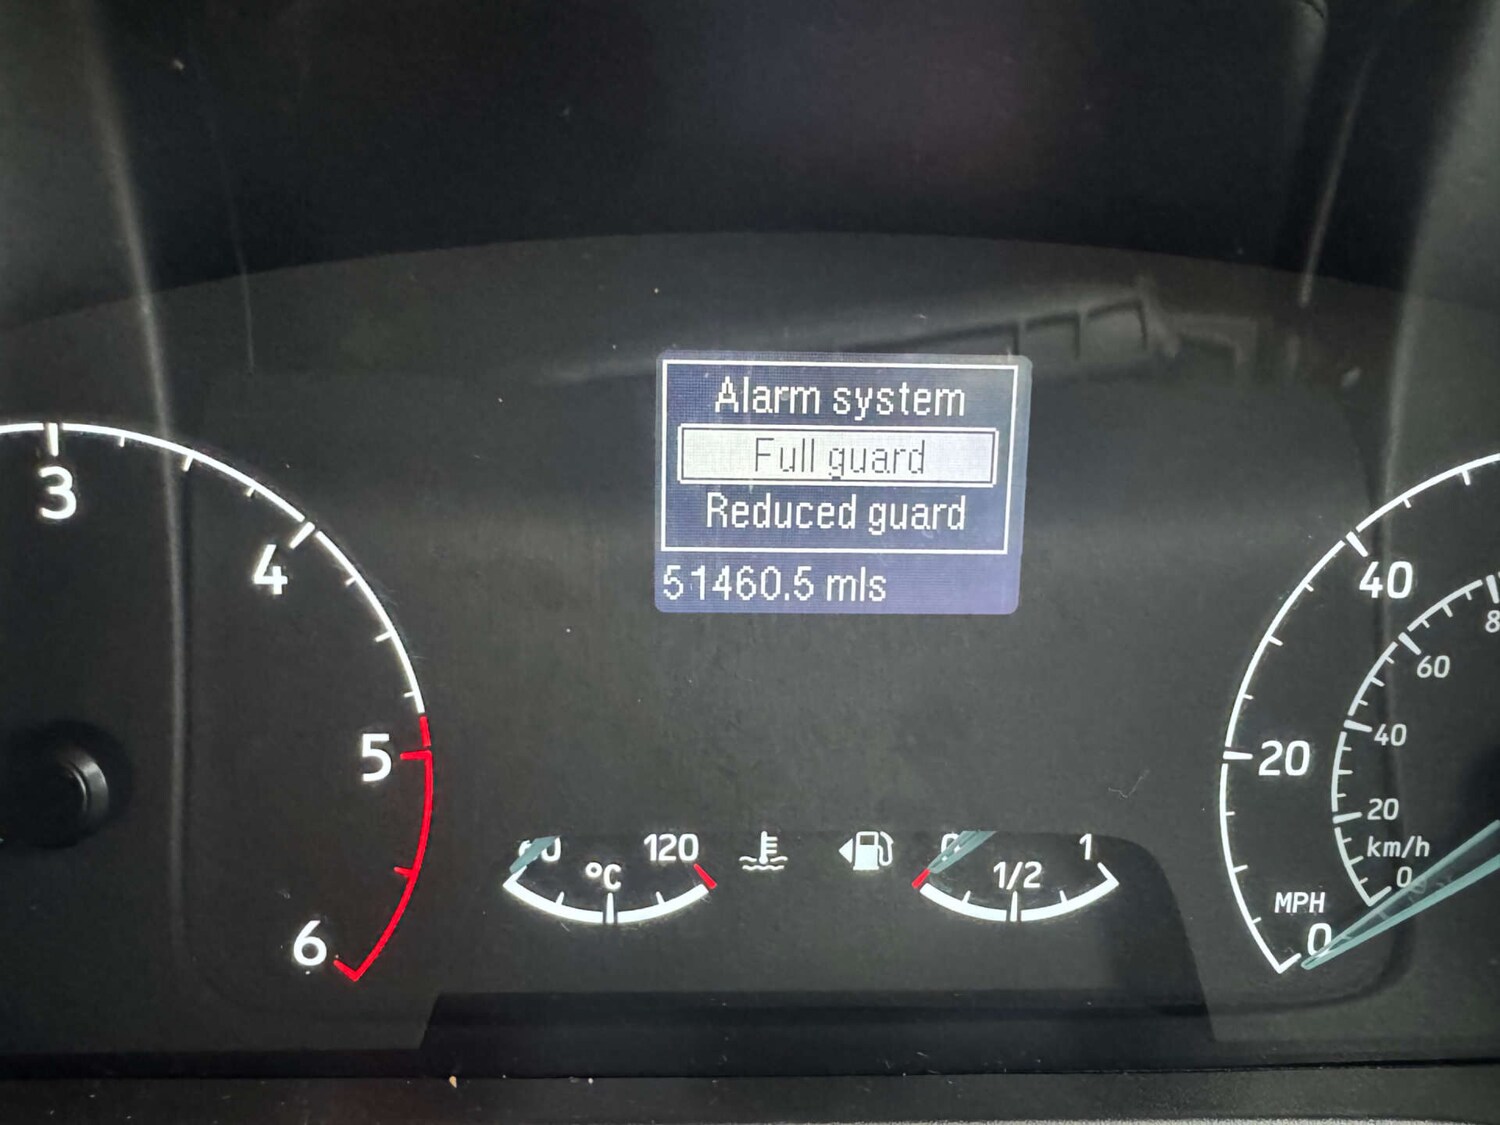 Alarm system
Full guard
Reduced guard
51460.5 mls
3
4
5
6
120
°C
1/2
1
40
20
MPH
0
60
40
20
km/h
0